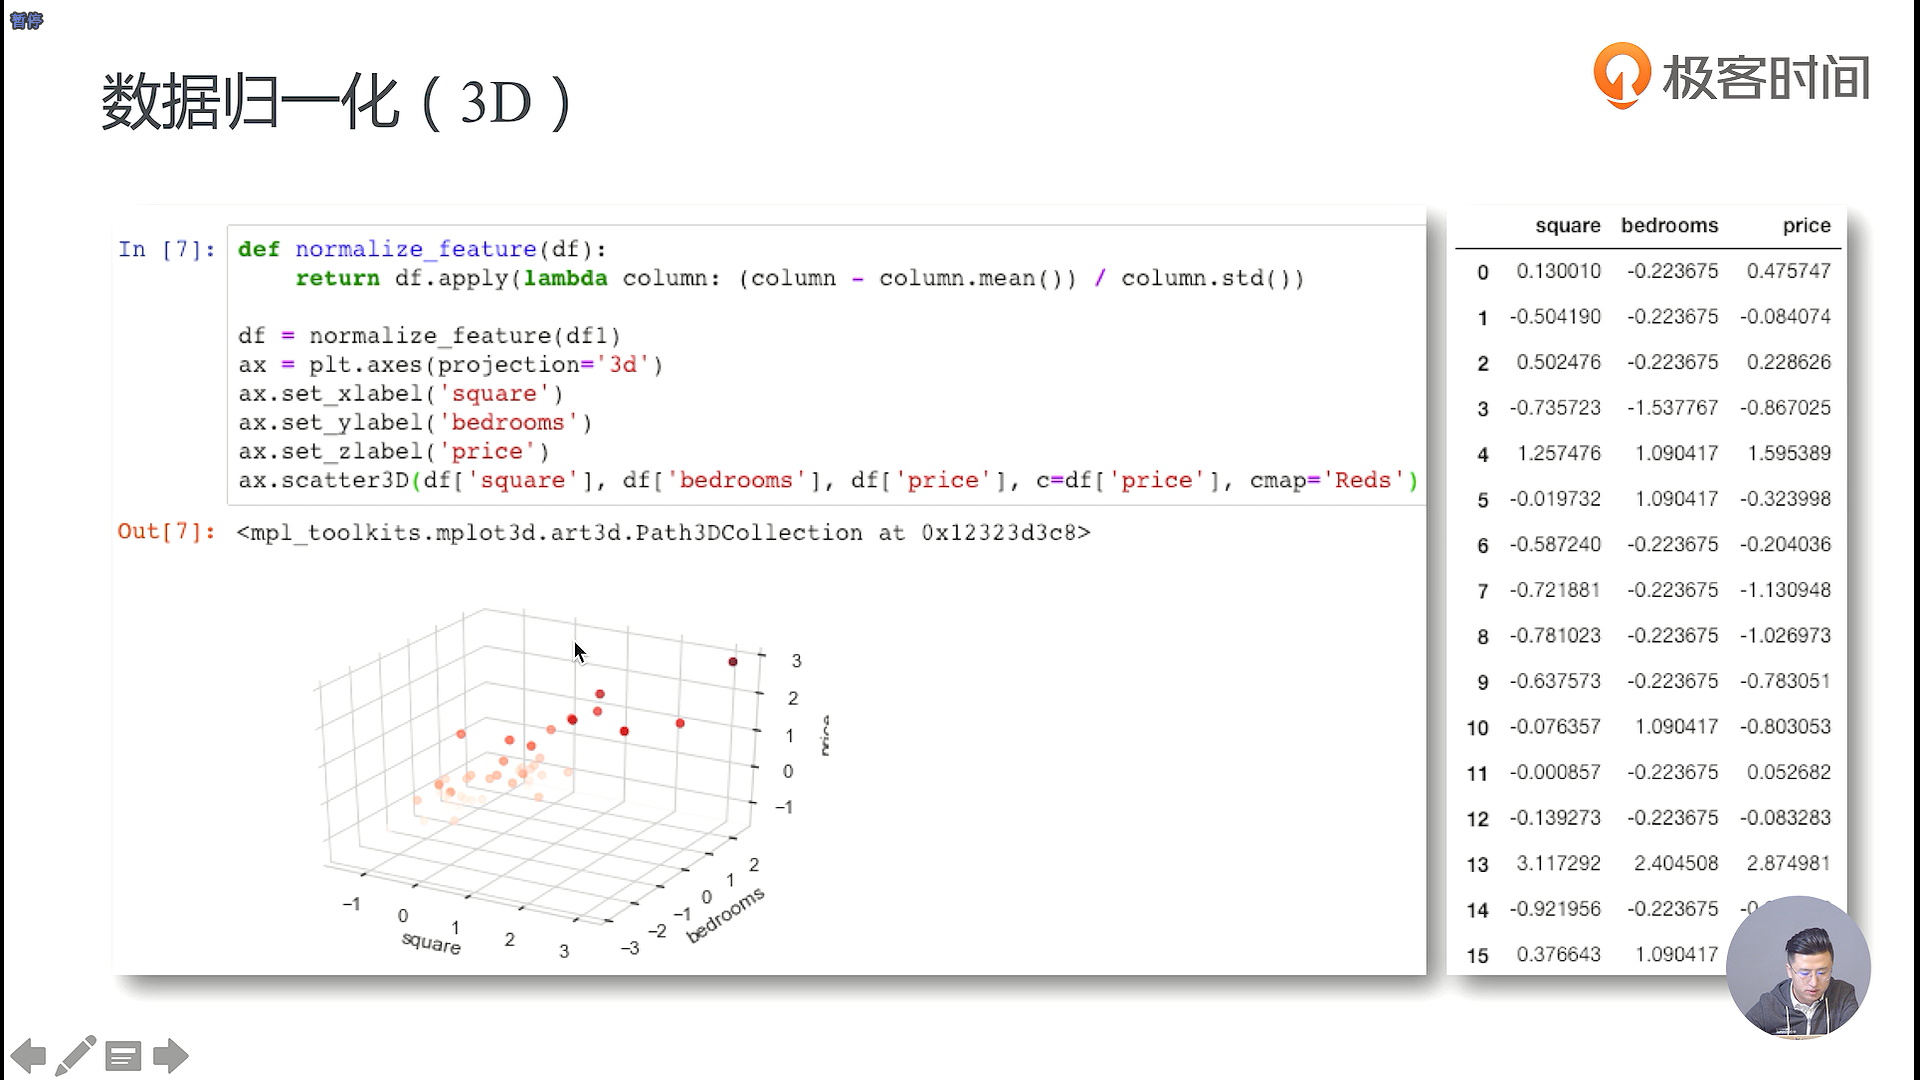 暂停
数据归一化（3D）
极客时间
In [7]: def normalize_feature(df):
return df.apply(lambda column: (column - column.mean()) / column.std())
df = normalize_feature(df1)
ax = plt.axes(projection='3d')
ax.set_xlabel('square')
ax.set_ylabel('bedrooms')
ax.set_zlabel('price')
ax.scatter3D(df['square'], df['bedrooms'], df['price'], c=df['price'], cmap='Reds')
Out[7]: <mpl_toolkits.mplot3d.art3d.Path3DCollection at 0x12323d3c8>
3
2
1
0
−1
2
1
0
−1
−2
−3
bedrooms
−1
0
1
2
3
square
square bedrooms price
0 0.130010 -0.223675 0.475747
1 -0.504190 -0.223675 -0.084074
2 0.502476 -0.223675 0.228626
3 -0.735723 -1.537767 -0.867025
4 1.257476 1.090417 1.595389
5 -0.019732 1.090417 -0.323998
6 -0.587240 -0.223675 -0.204036
7 -0.721881 -0.223675 -1.130948
8 -0.781023 -0.223675 -1.026973
9 -0.637573 -0.223675 -0.783051
10 -0.076357 1.090417 -0.803053
11 -0.000857 -0.223675 0.052682
12 -0.139273 -0.223675 -0.083283
13 3.117292 2.404508 2.874981
14 -0.921956 -0.223675
15 0.376643 1.090417